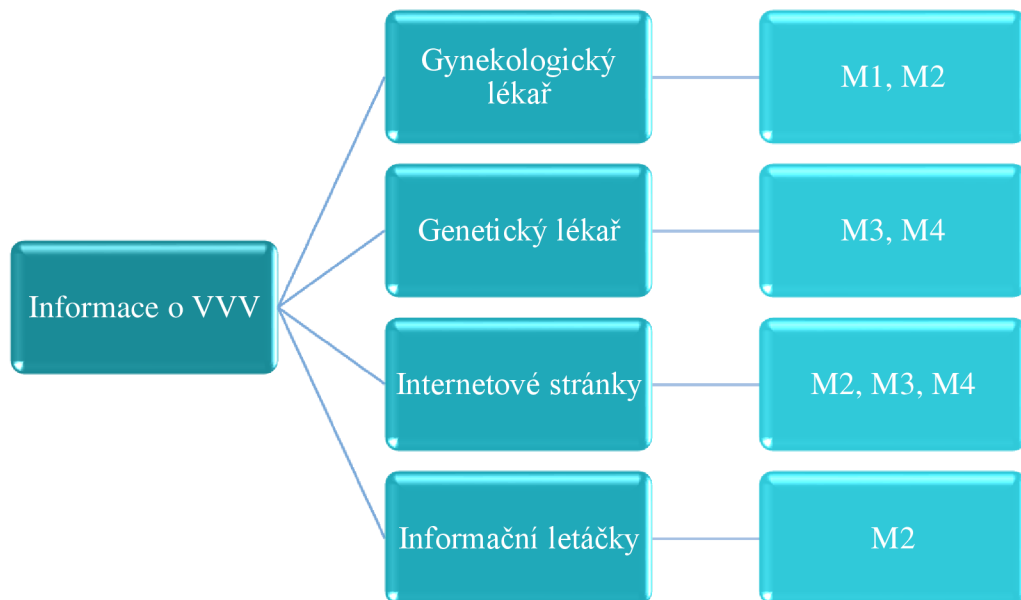 Informace o VVV
Gynekologický
lékař
M1, M2
Genetický lékař
M3, M4
Internetové stránky
M2, M3, M4
Informační letáčky
M2